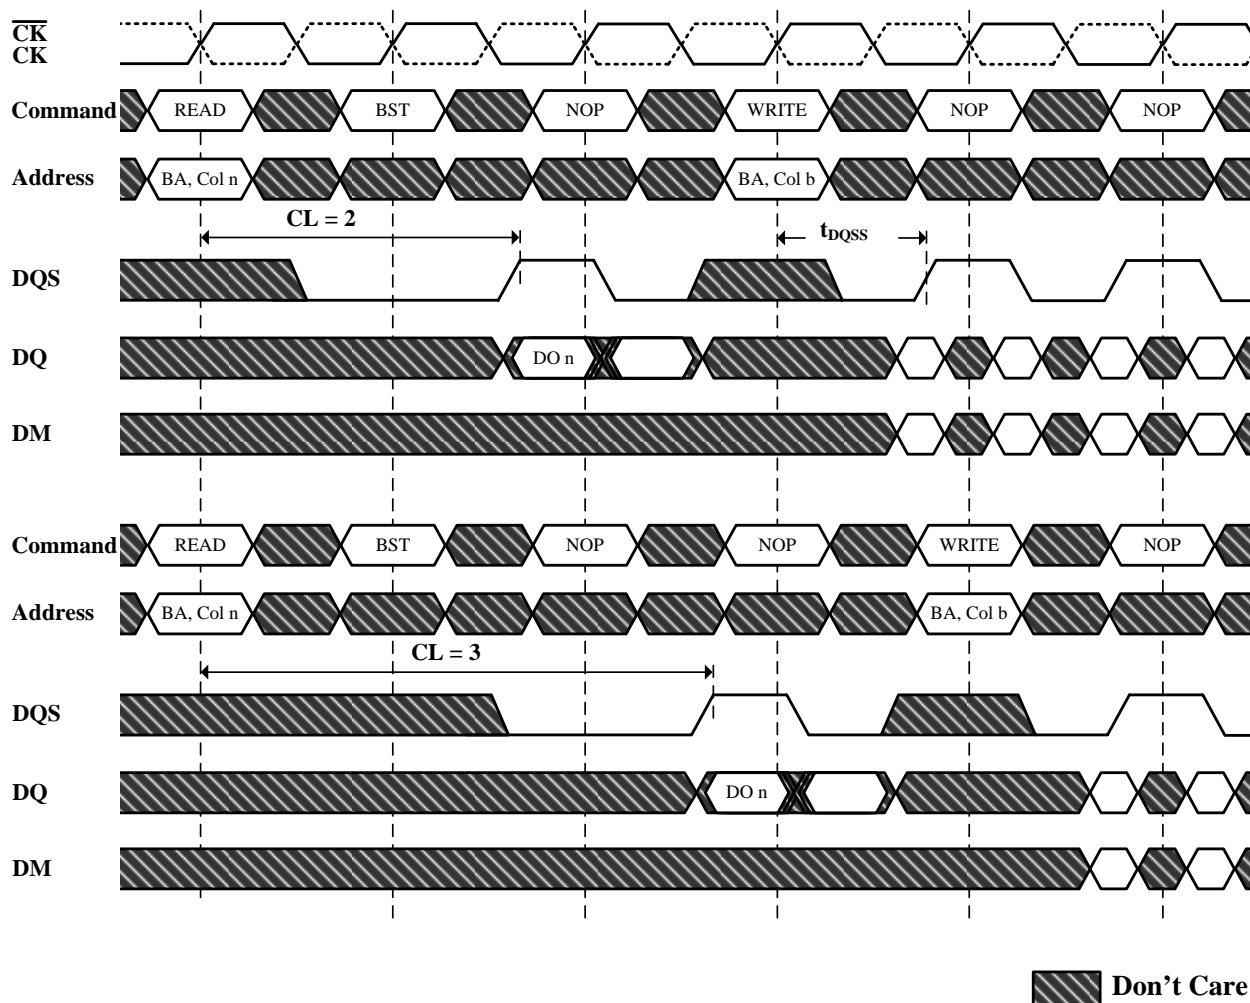 CK
CK
Command READ BST NOP WRITE NOP NOP
Address BA, Col n BA, Col b
CL = 2 tDQSS
DQS
DQ DO n
DM
Command READ BST NOP NOP WRITE NOP
Address BA, Col n BA, Col b
CL = 3
DQS
DQ DO n
DM
Don't Care